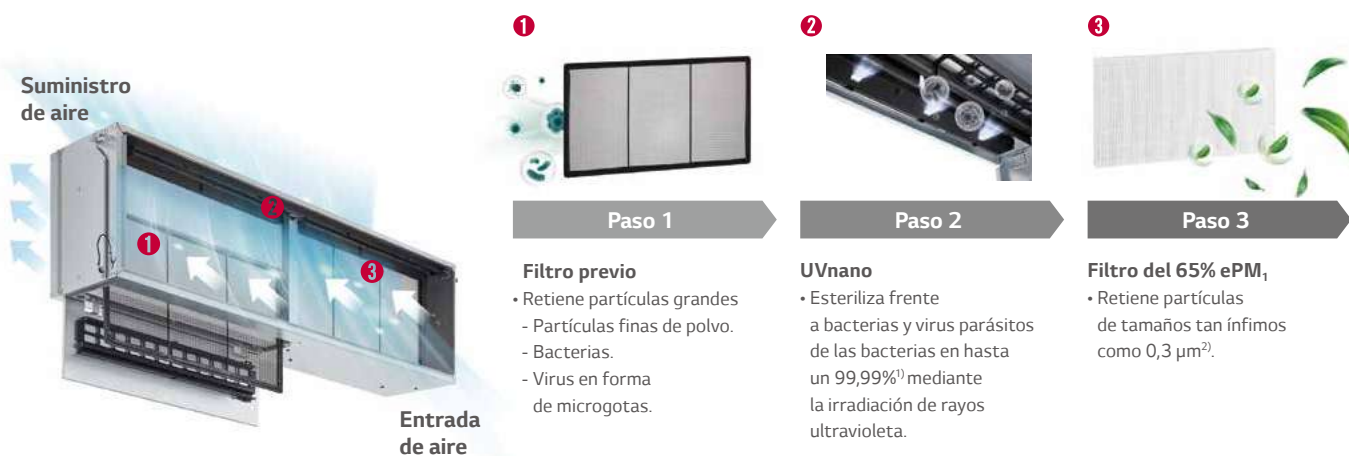 Suministro
de aire
1
2
3
Entrada
de aire
1
Paso 1
Filtro previo
• Retiene partículas grandes
- Partículas finas de polvo.
- Bacterias.
- Virus en forma
de microgotas.
2
Paso 2
UVnano
• Esteriliza frente
a bacterias y virus parásitos
de las bacterias en hasta
un 99,99%¹⁾ mediante
la irradiación de rayos
ultravioleta.
3
Paso 3
Filtro del 65% ePM₁
• Retiene partículas
de tamaños tan ínfimos
como 0,3 µm²⁾.